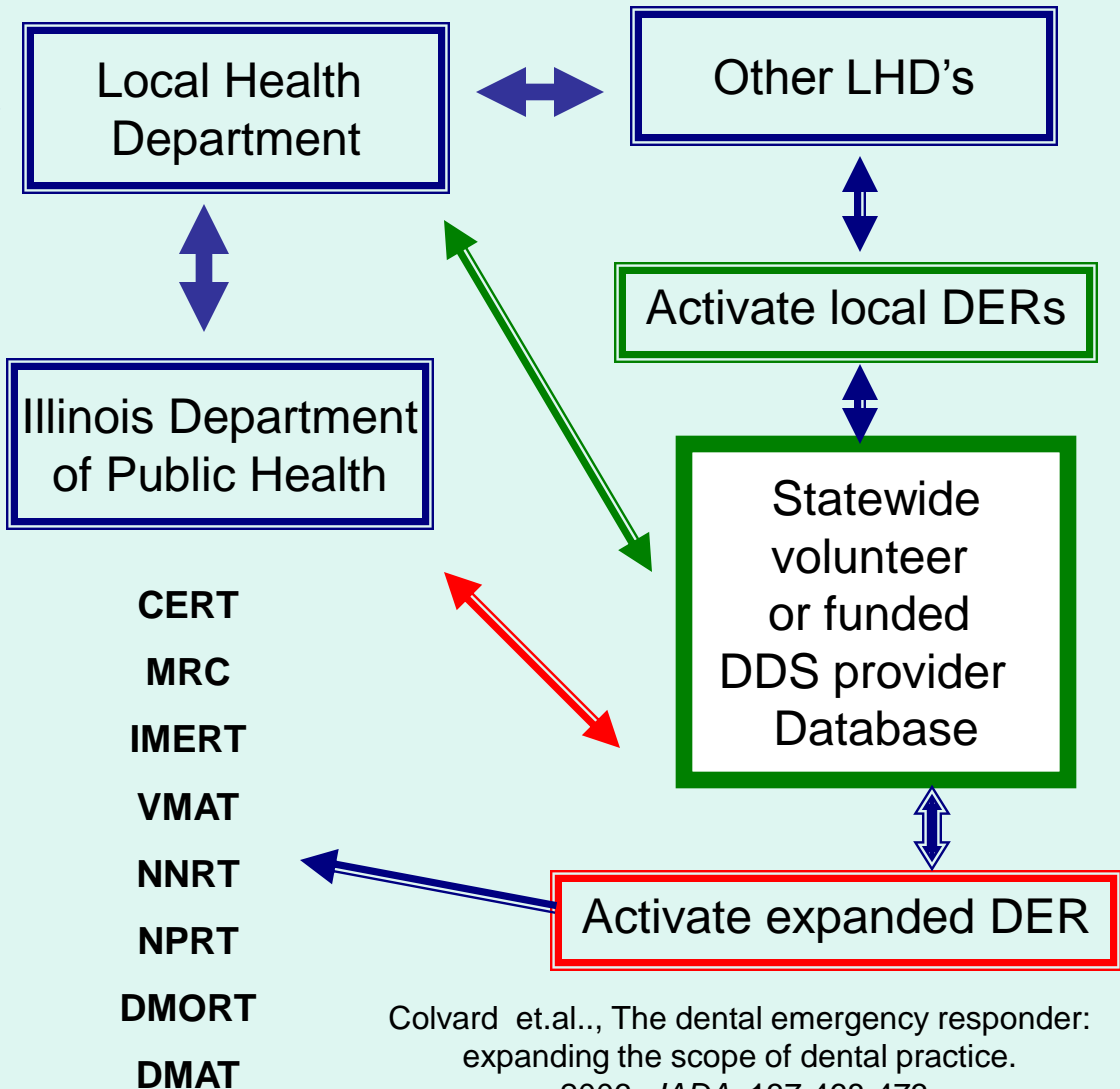 Local Health
Department
Other LHD's
Activate local DERs
Illinois Department
of Public Health
Statewide
volunteer
or funded
DDS provider
Database
CERT
MRC
IMERT
VMAT
NNRT
NPRT
DMORT
DMAT
Activate expanded DER
Colvard et.al.., The dental emergency responder:
expanding the scope of dental practice.